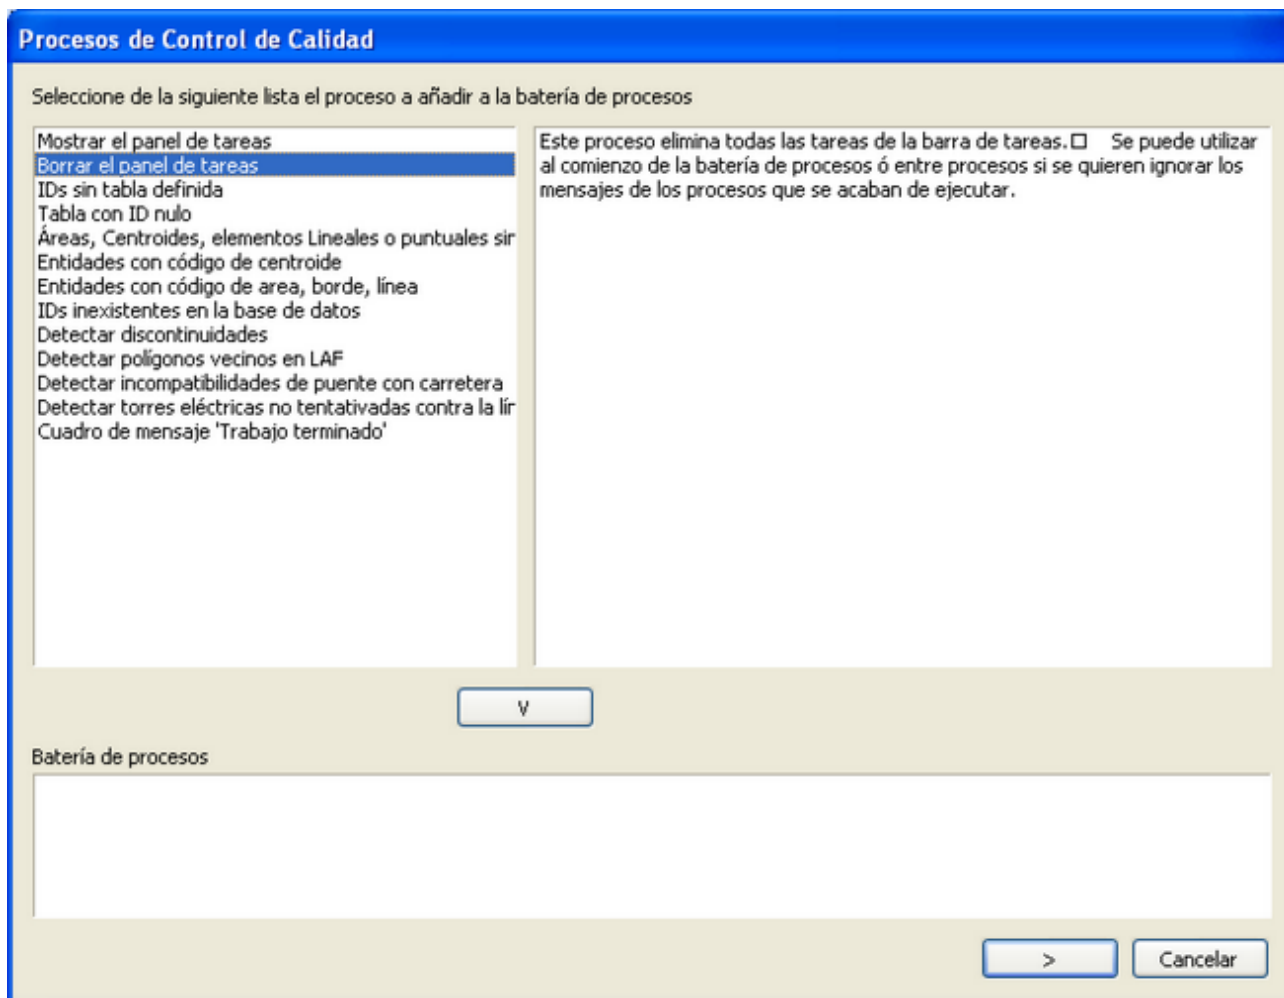 Procesos de Control de Calidad
Seleccione de la siguiente lista el proceso a añadir a la batería de procesos
Mostrar el panel de tareas
Borrar el panel de tareas
IDs sin tabla definida
Tabla con ID nulo
Áreas, Centroides, elementos Lineales o puntuales sin
Entidades con código de centroide
Entidades con código de area, borde, línea
IDs inexistentes en la base de datos
Detectar discontinuidades
Detectar polígonos vecinos en LAF
Detectar incompatibilidades de puente con carretera
Detectar torres eléctricas no tentativadas contra la
Cuadro de mensaje 'Trabajo terminado'
Este proceso elimina todas las tareas de la barra de tareas.□ Se puede utilizar
al comienzo de la batería de procesos ó entre procesos si se quieren ignorar los
mensajes de los procesos que se acaban de ejecutar.
V
Batería de procesos
>
Cancelar